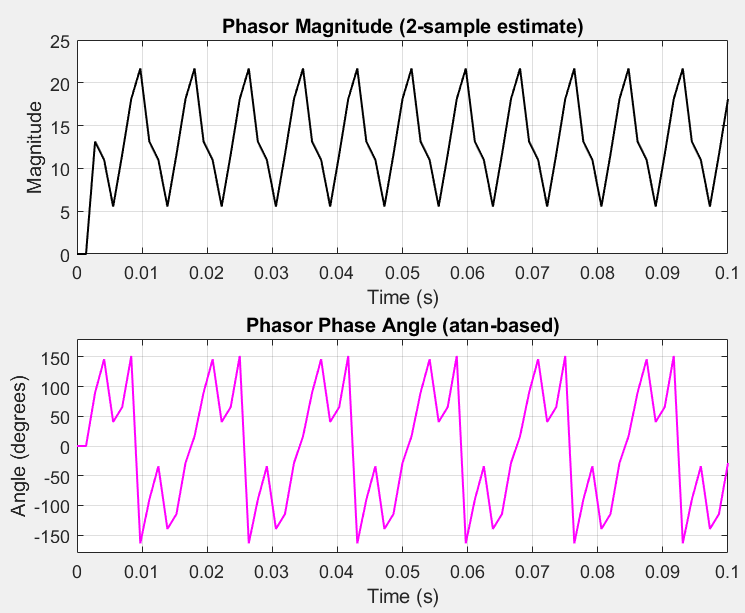 Phasor Magnitude (2-sample estimate)
25
20
15
10
5
0
Magnitude
0 0.01 0.02 0.03 0.04 0.05 0.06 0.07 0.08 0.09 0.1
Time (s)
Phasor Phase Angle (atan-based)
150
100
50
0
-50
-100
-150
Angle (degrees)
0 0.01 0.02 0.03 0.04 0.05 0.06 0.07 0.08 0.09 0.1
Time (s)